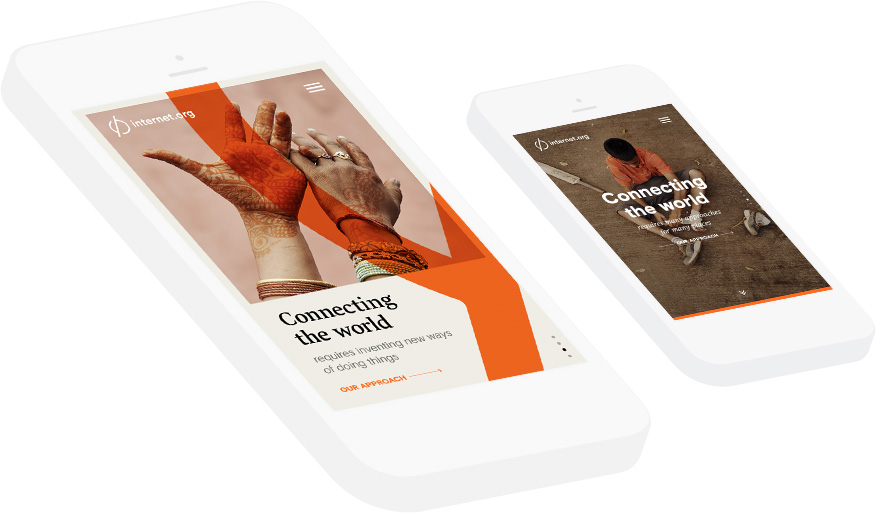 internet.org
Connecting
the world
requires inventing new ways
of doing things
OUR APPROACH
internet.org
Connecting
the world
requires many approaches
for many places
OUR APPROACH